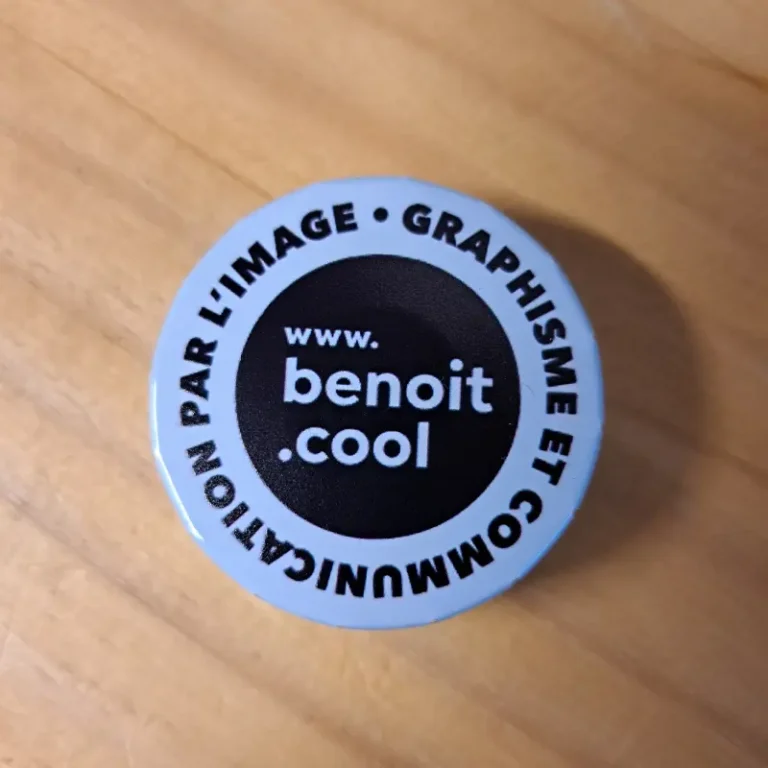 GRAPHISME ET COMMUNICATION PAR L'IMAGE •
www.
benoit
.cool